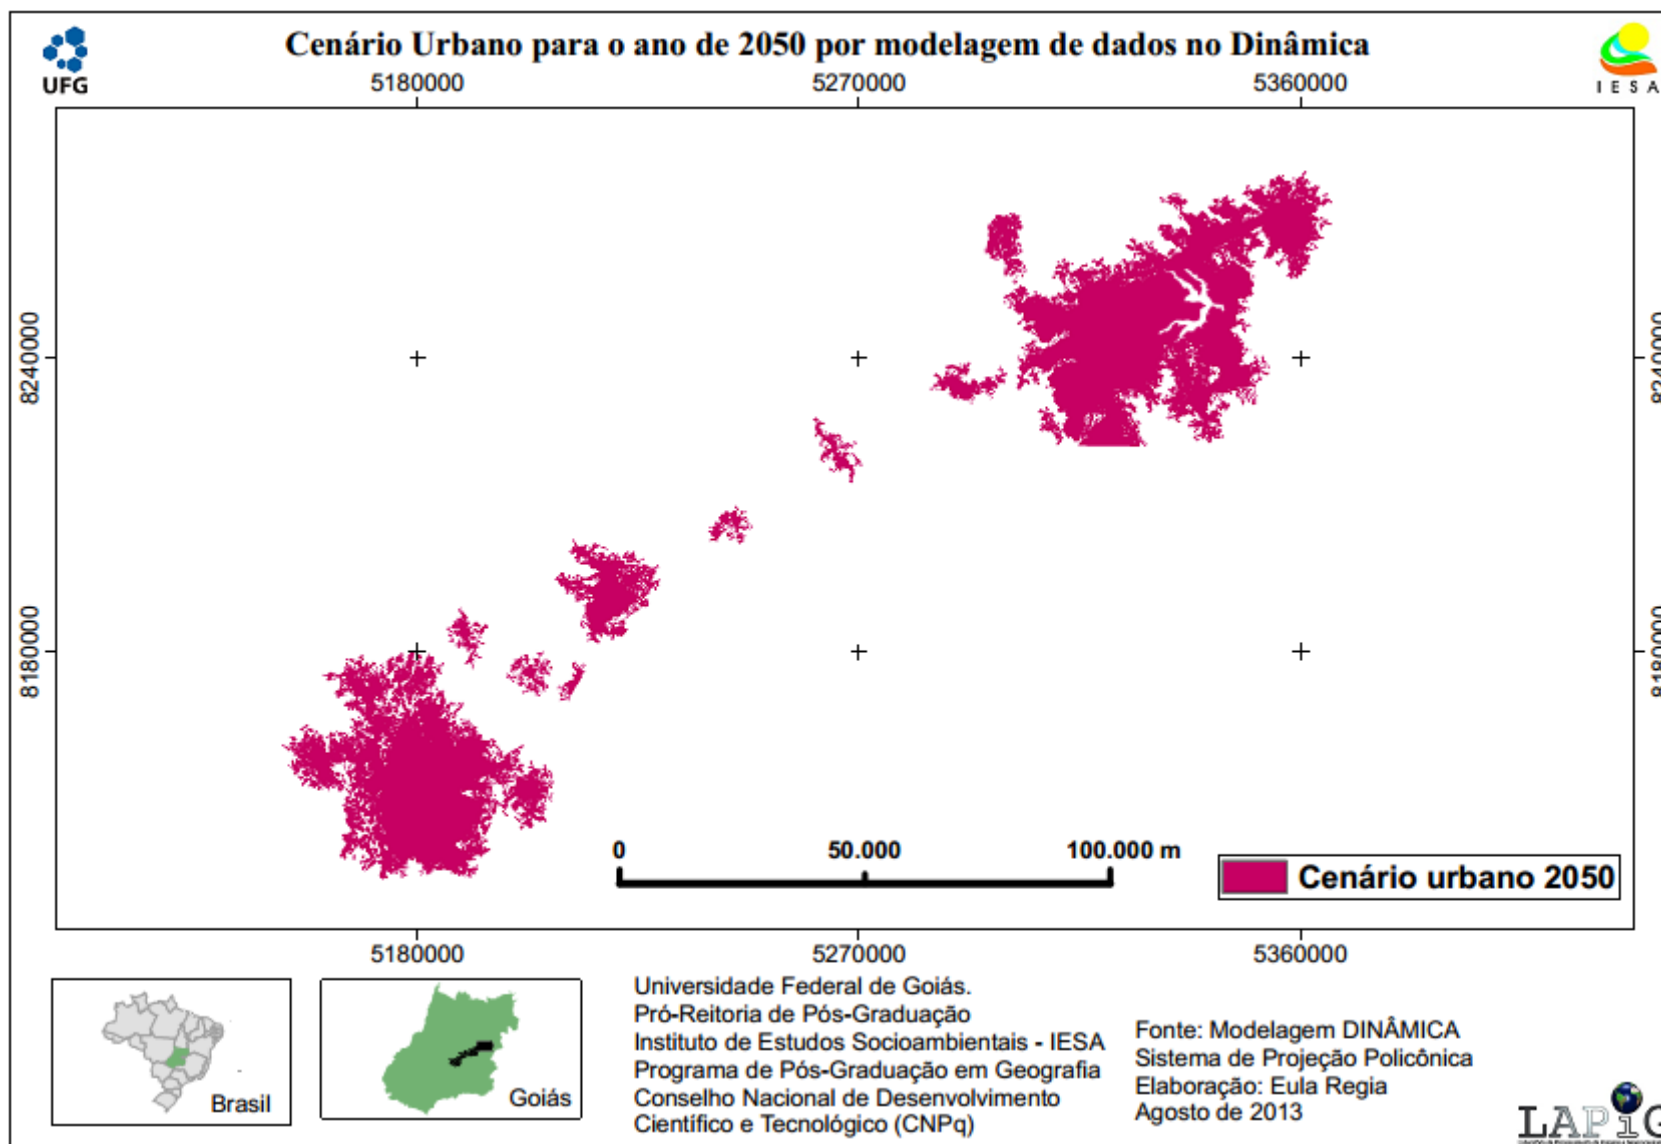 Cenário Urbano para o ano de 2050 por modelagem de dados no Dinâmica
UFG
IESA
5180000 5270000 5360000
8240000 8240000
8180000 8180000
0 50.000 100.000 m
Cenário urbano 2050
5180000 5270000 5360000
Brasil
Goiás
Universidade Federal de Goiás.
Pró-Reitoria de Pós-Graduação
Instituto de Estudos Socioambientais - IESA
Programa de Pós-Graduação em Geografia
Conselho Nacional de Desenvolvimento
Científico e Tecnológico (CNPq)
Fonte: Modelagem DINÂMICA
Sistema de Projeção Policônica
Elaboração: Eula Regia
Agosto de 2013
LAPiG